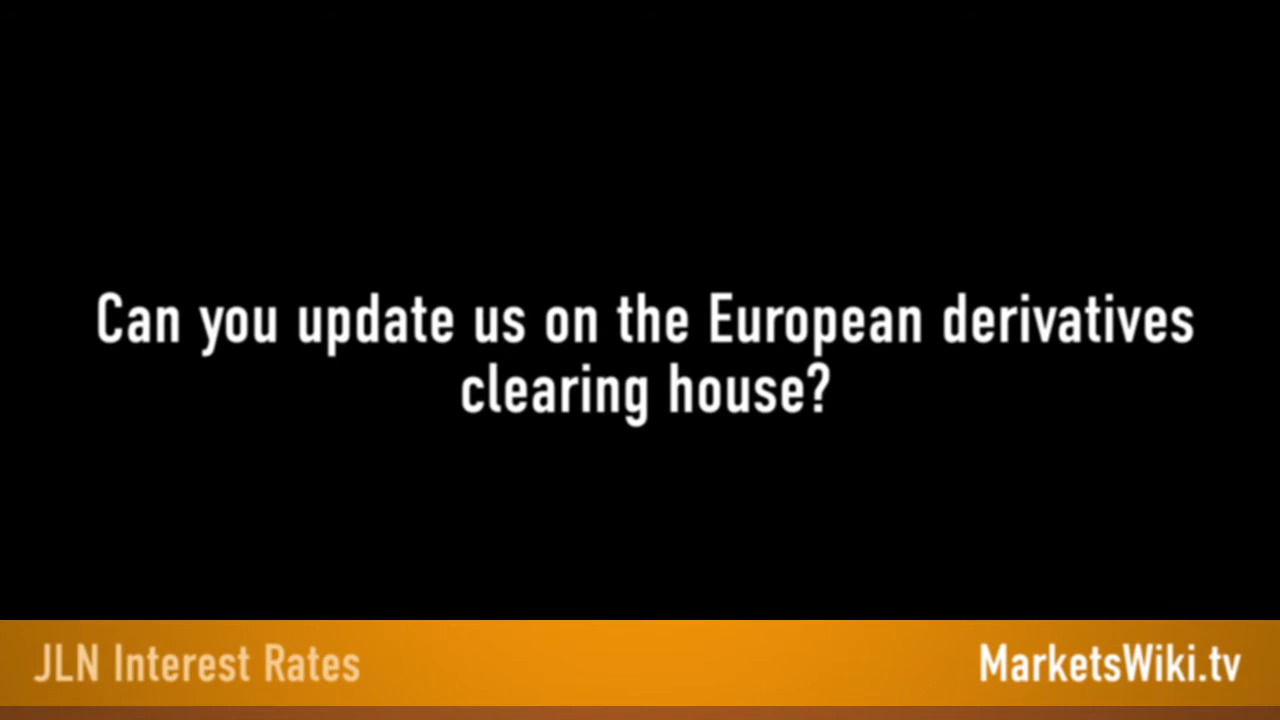 Can you update us on the European derivatives
clearing house?
JLN Interest Rates
MarketsWiki.tv